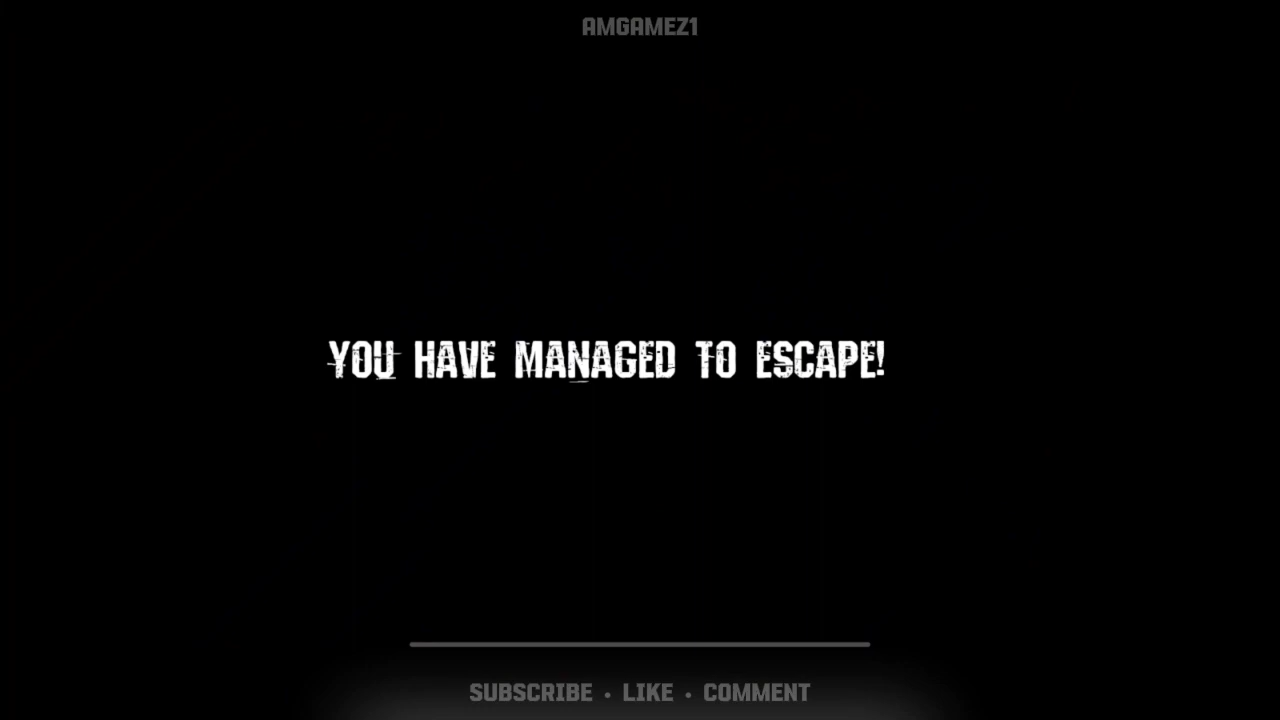 AMGAMEZ1
YOU HAVE MANAGED TO ESCAPE!
SUBSCRIBE • LIKE • COMMENT